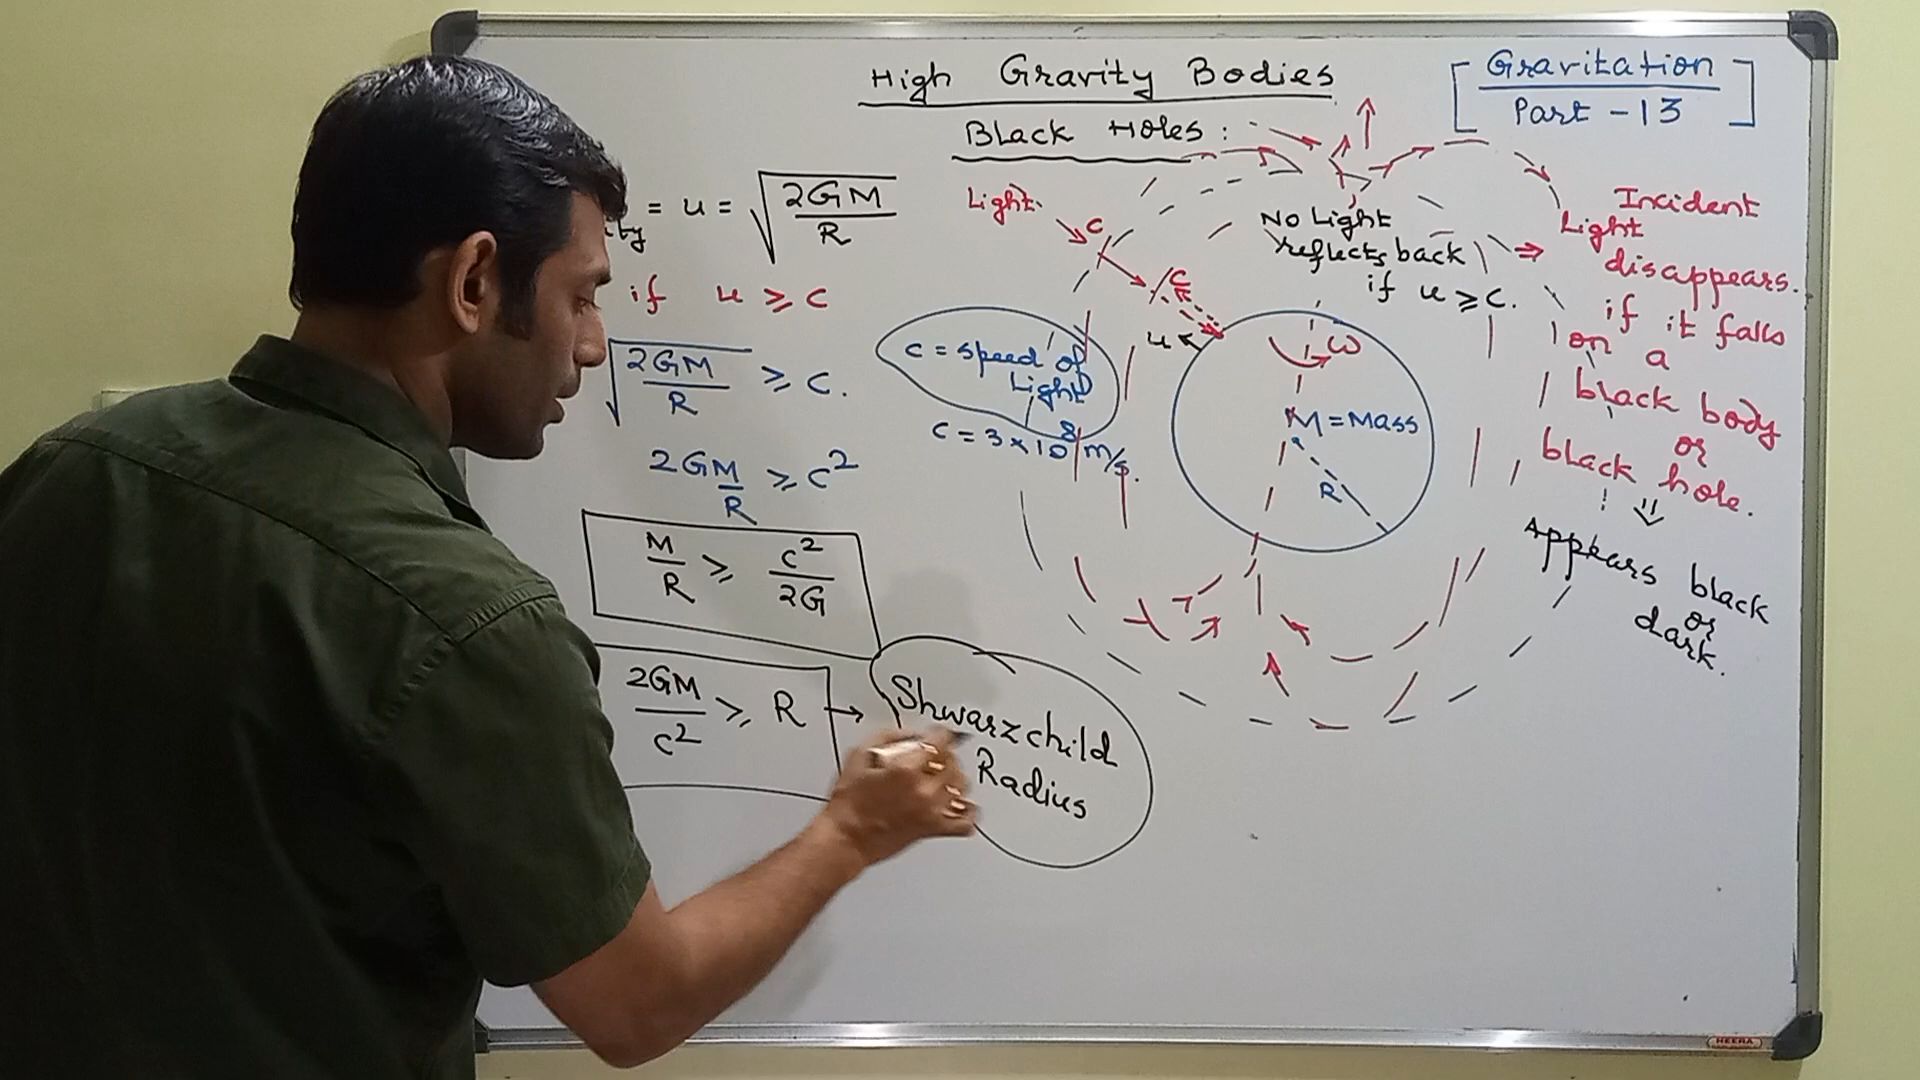 High Gravity Bodies
Black Holes :
[ Gravitation
Part - 13 ]
= u = √ 2GM
R
ity
if u ≥ c
√ 2GM ≥ c.
R
2GM ≥ c²
R
M ≥ c²
R 2G
2GM ≥ R →
c²
Shwarzchild
Radius
Light.
c
c
u
c = speed of
Light
c = 3 × 10⁸ m/s.
No Light
reflects back
if u ≥ c.
ω
M = Mass
R
⇒ Incident
Light
disappears.
if it falls
on a
black body
or
black hole.
⇓
Appears black
or
dark.
HEERA